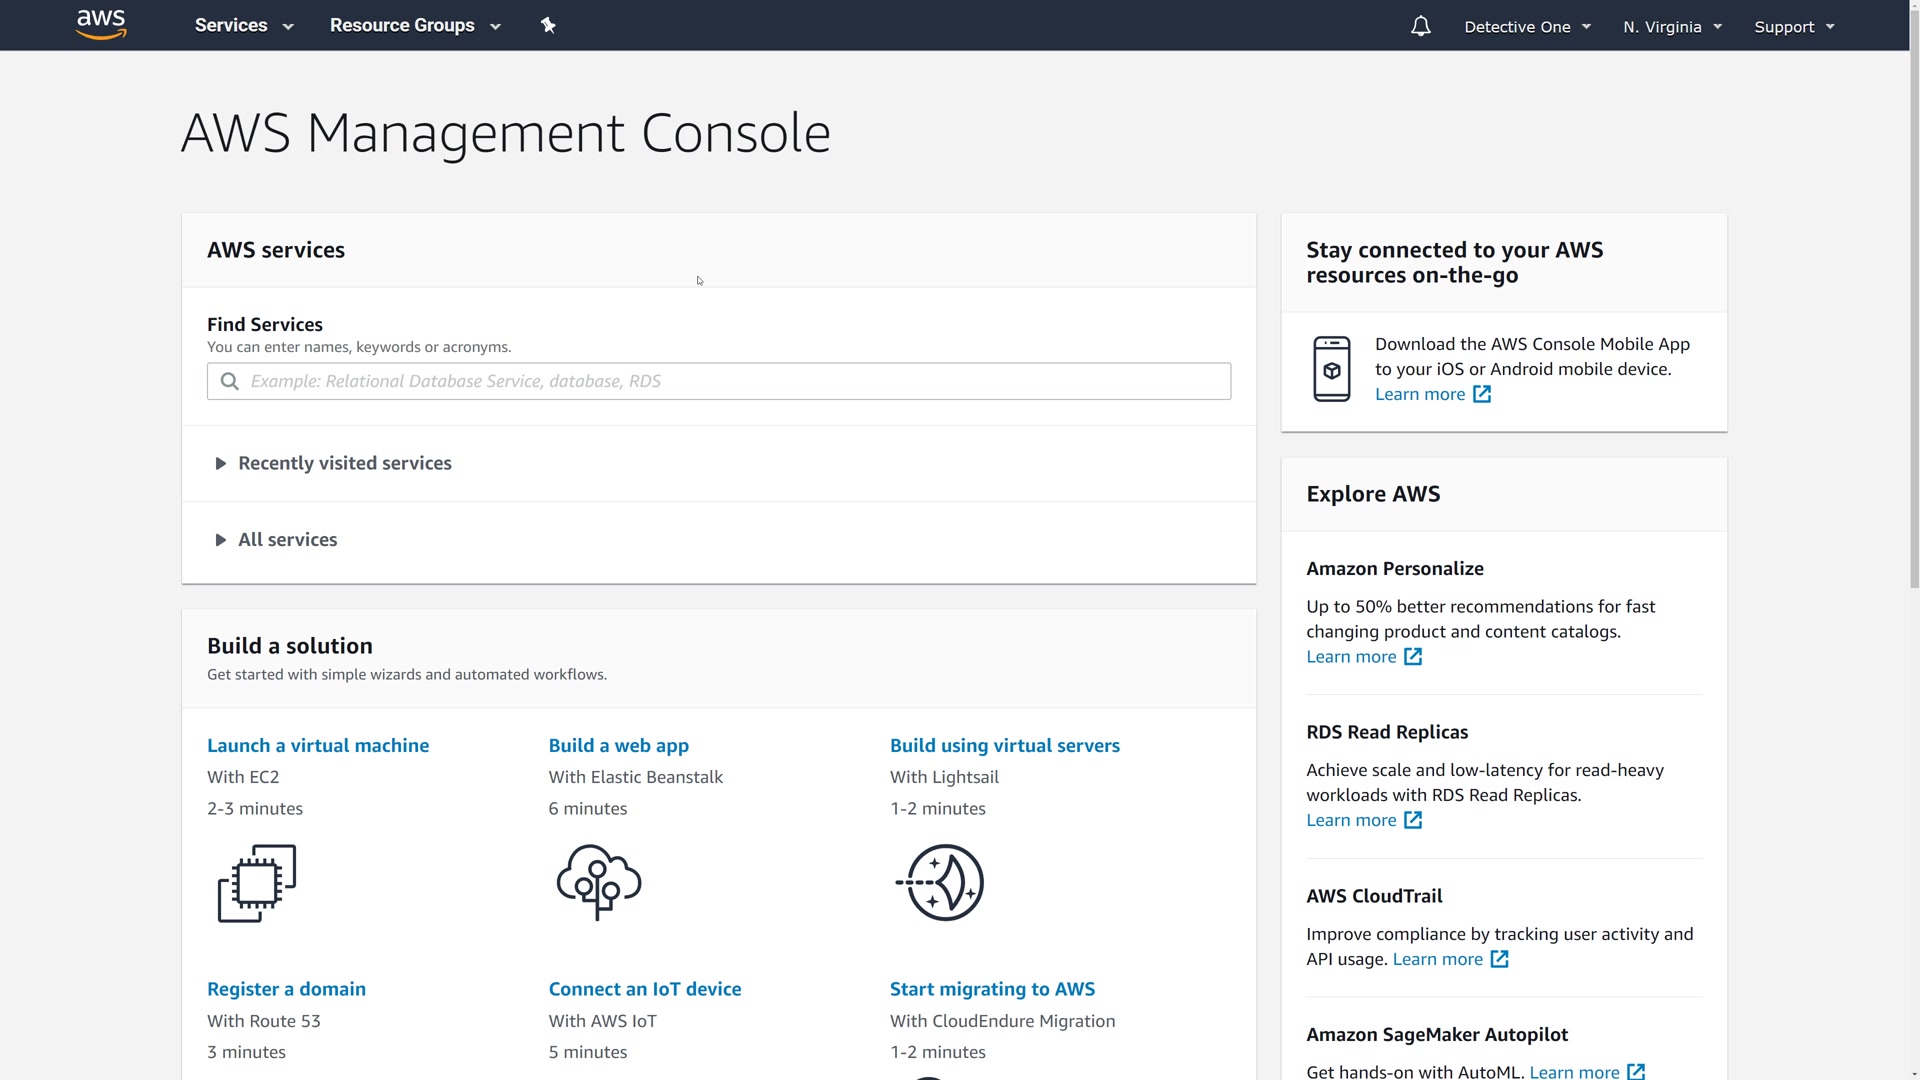 aws
Services
Resource Groups
Detective One
N. Virginia
Support
AWS Management Console
AWS services
Find Services
You can enter names, keywords or acronyms.
Example: Relational Database Service, database, RDS
Recently visited services
All services
Build a solution
Get started with simple wizards and automated workflows.
Launch a virtual machine
With EC2
2-3 minutes
Build a web app
With Elastic Beanstalk
6 minutes
Build using virtual servers
With Lightsail
1-2 minutes
Register a domain
With Route 53
3 minutes
Connect an IoT device
With AWS IoT
5 minutes
Start migrating to AWS
With CloudEndure Migration
1-2 minutes
Stay connected to your AWS
resources on-the-go
Download the AWS Console Mobile App
to your iOS or Android mobile device.
Learn more
Explore AWS
Amazon Personalize
Up to 50% better recommendations for fast
changing product and content catalogs.
Learn more
RDS Read Replicas
Achieve scale and low-latency for read-heavy
workloads with RDS Read Replicas.
Learn more
AWS CloudTrail
Improve compliance by tracking user activity and
API usage. Learn more
Amazon SageMaker Autopilot
Get hands-on with AutoML. Learn more